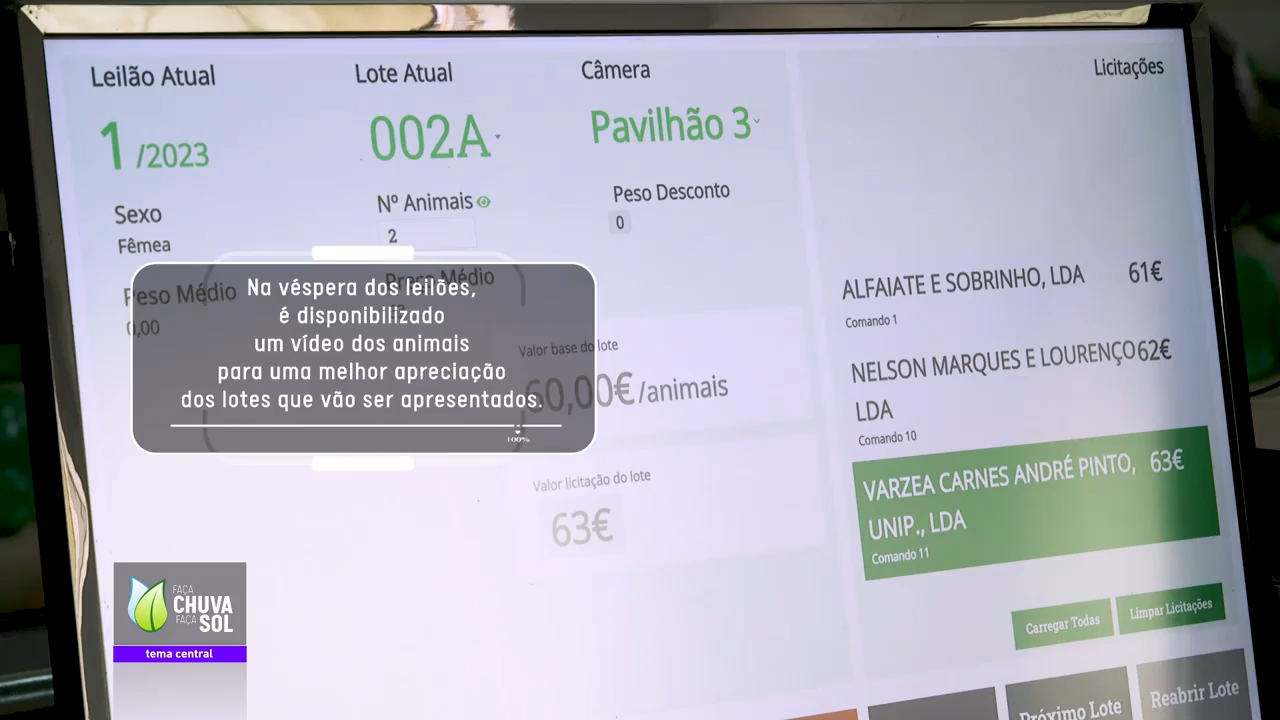 Leilão Atual
Lote Atual
Câmera
Licitações
1 /2023
002A
Pavilhão 3
Sexo
Fêmea
Nº Animais
2
Peso Desconto
0
Peso Médio
0,00
Peso Médio
Na véspera dos leilões,
é disponibilizado
um vídeo dos animais
para uma melhor apreciação
dos lotes que vão ser apresentados.
100%
Valor base do lote
60,00€/animais
Valor licitação do lote
63€
ALFAIATE E SOBRINHO, LDA 61€
Comando 1
NELSON MARQUES E LOURENÇO 62€
LDA
Comando 10
VARZEA CARNES ANDRÉ PINTO, 63€
UNIP., LDA
Comando 11
Carregar Todas
Limpar Licitações
Próximo Lote
Reabrir Lote
FAÇA
CHUVA
FAÇA
SOL
tema central